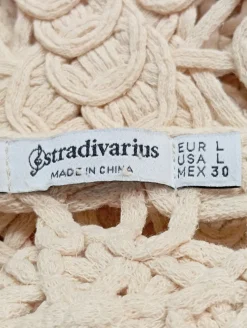 stradivarius
MADE IN CHINA
EUR L
USA L
MEX 30